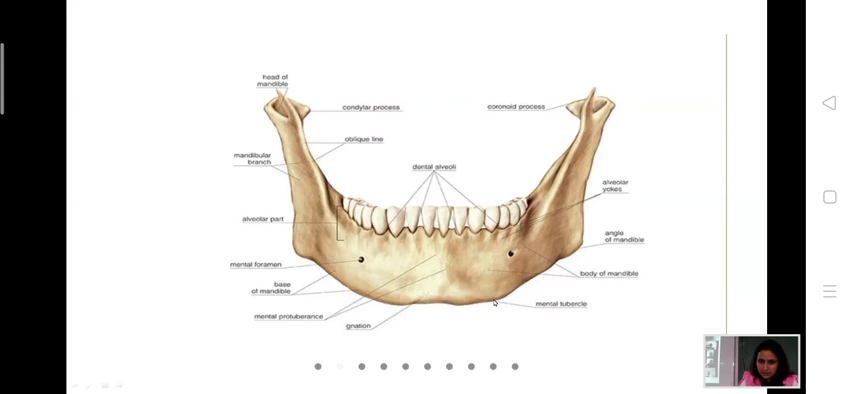 head of
mandible
condylar process
coronoid process
oblique line
mandibular
branch
dental alveoli
alveolar
yokes
alveolar part
angle
of mandible
mental foramen
body of mandible
base
of mandible
mental protuberance
mental tubercle
gnation